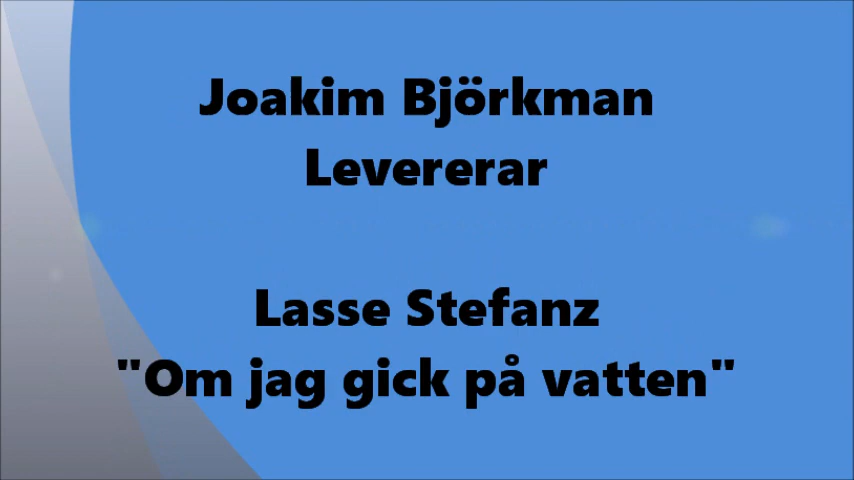 Joakim Björkman
Levererar
Lasse Stefanz
"Om jag gick på vatten"